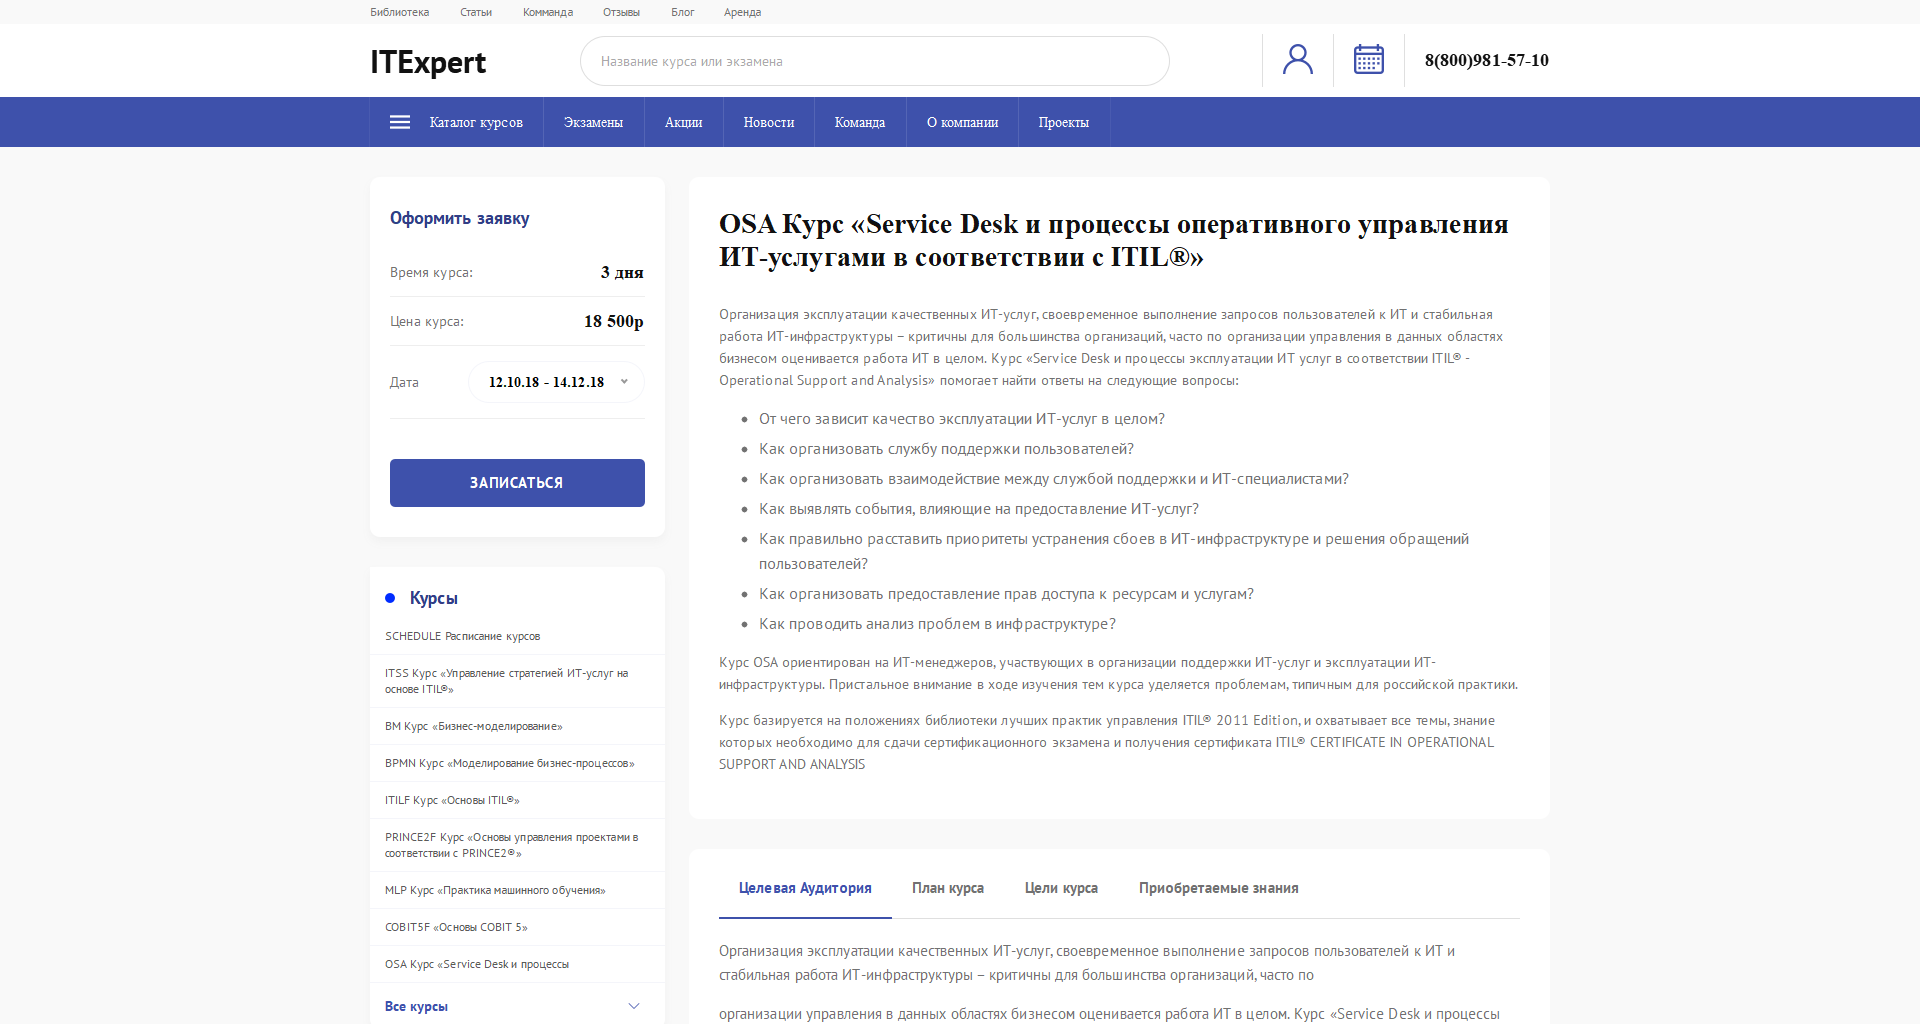 Библиотека
Статьи
Комманда
Отзывы
Блог
Аренда
ITExpert
Название курса или экзамена
8(800)981-57-10
Каталог курсов
Экзамены
Акции
Новости
Команда
О компании
Проекты
Оформить заявку
Время курса:
3 дня
Цена курса:
18 500р
Дата
12.10.18 - 14.12.18
ЗАПИСАТЬСЯ
Курсы
SCHEDULE Расписание курсов
ITSS Курс «Управление стратегией ИТ-услуг на
основе ITIL®»
BM Курс «Бизнес-моделирование»
BPMN Курс «Моделирование бизнес-процессов»
ITILF Курс «Основы ITIL®»
PRINCE2F Курс «Основы управления проектами в
соответствии с PRINCE2®»
MLP Курс «Практика машинного обучения»
COBIT5F «Основы COBIT 5»
OSA Курс «Service Desk и процессы
Все курсы
OSA Курс «Service Desk и процессы оперативного управления
ИТ-услугами в соответствии с ITIL®»
Организация эксплуатации качественных ИТ-услуг, своевременное выполнение запросов пользователей к ИТ и стабильная
работа ИТ-инфраструктуры – критичны для большинства организаций, часто по организации управления в данных областях
бизнесом оценивается работа ИТ в целом. Курс «Service Desk и процессы эксплуатации ИТ услуг в соответствии ITIL® -
Operational Support and Analysis» помогает найти ответы на следующие вопросы:
От чего зависит качество эксплуатации ИТ-услуг в целом?
Как организовать службу поддержки пользователей?
Как организовать взаимодействие между службой поддержки и ИТ-специалистами?
Как выявлять события, влияющие на предоставление ИТ-услуг?
Как правильно расставить приоритеты устранения сбоев в ИТ-инфраструктуре и решения обращений
пользователей?
Как организовать предоставление прав доступа к ресурсам и услугам?
Как проводить анализ проблем в инфраструктуре?
Курс OSA ориентирован на ИТ-менеджеров, участвующих в организации поддержки ИТ-услуг и эксплуатации ИТ-
инфраструктуры. Пристальное внимание в ходе изучения тем курса уделяется проблемам, типичным для российской практики.
Курс базируется на положениях библиотеки лучших практик управления ITIL® 2011 Edition, и охватывает все темы, знание
которых необходимо для сдачи сертификационного экзамена и получения сертификата ITIL® CERTIFICATE IN OPERATIONAL
SUPPORT AND ANALYSIS
Целевая Аудитория
План курса
Цели курса
Приобретаемые знания
Организация эксплуатации качественных ИТ-услуг, своевременное выполнение запросов пользователей к ИТ и
стабильная работа ИТ-инфраструктуры – критичны для большинства организаций, часто по
организации управления в данных областях бизнесом оценивается работа ИТ в целом. Курс «Service Desk и процессы